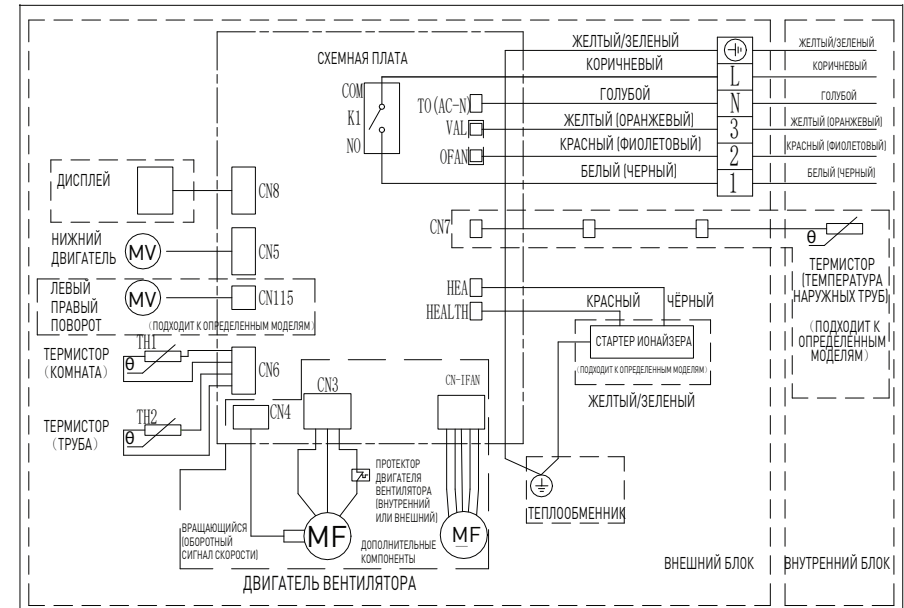 ЖЕЛТЫЙ/ЗЕЛЕНЫЙ
ЖЕЛТЫЙ/ЗЕЛЕНЫЙ
СХЕМНАЯ ПЛАТА
КОРИЧНЕВЫЙ
L
КОРИЧНЕВЫЙ
COM
K1
NO
TO (AC-N)
ГОЛУБОЙ
N
ГОЛУБОЙ
VAL
ЖЕЛТЫЙ (ОРАНЖЕВЫЙ)
3
ЖЕЛТЫЙ (ОРАНЖЕВЫЙ)
OFAN
КРАСНЫЙ (ФИОЛЕТОВЫЙ)
2
КРАСНЫЙ (ФИОЛЕТОВЫЙ)
БЕЛЫЙ (ЧЕРНЫЙ)
1
БЕЛЫЙ (ЧЕРНЫЙ)
ДИСПЛЕЙ
CN8
НИЖНИЙ
ДВИГАТЕЛЬ
MV
CN5
CN7
θ
ТЕРМИСТОР
(ТЕМПЕРАТУРА
НАРУЖНЫХ ТРУБ)
(ПОДХОДИТ К
ОПРЕДЕЛЕННЫМ
МОДЕЛЯМ)
ЛЕВЫЙ
ПРАВЫЙ
ПОВОРОТ
MV
CN115
(ПОДХОДИТ К ОПРЕДЕЛЕННЫМ МОДЕЛЯМ)
HEA
HEALTH
КРАСНЫЙ
ЧЁРНЫЙ
СТАРТЕР ИОНАЙЗЕРА
(ПОДХОДИТ К ОПРЕДЕЛЕННЫМ МОДЕЛЯМ)
ЖЕЛТЫЙ/ЗЕЛЕНЫЙ
ТЕРМИСТОР
(КОМНАТА)
TH1
θ
CN6
ТЕРМИСТОР
(ТРУБА)
TH2
θ
CN4
CN3
CN-IFAN
ПРОТЕКТОР
ДВИГАТЕЛЯ
ВЕНТИЛЯТОРА
(ВНУТРЕННИЙ
ИЛИ ВНЕШНИЙ)
ВРАЩАЮЩИЙСЯ
(ОБОРОТНЫЙ
СИГНАЛ СКОРОСТИ)
MF
ДОПОЛНИТЕЛЬНЫЕ
КОМПОНЕНТЫ
MF
ТЕПЛООБМЕННИК
ДВИГАТЕЛЬ ВЕНТИЛЯТОРА
ВНЕШНИЙ БЛОК
ВНУТРЕННИЙ БЛОК